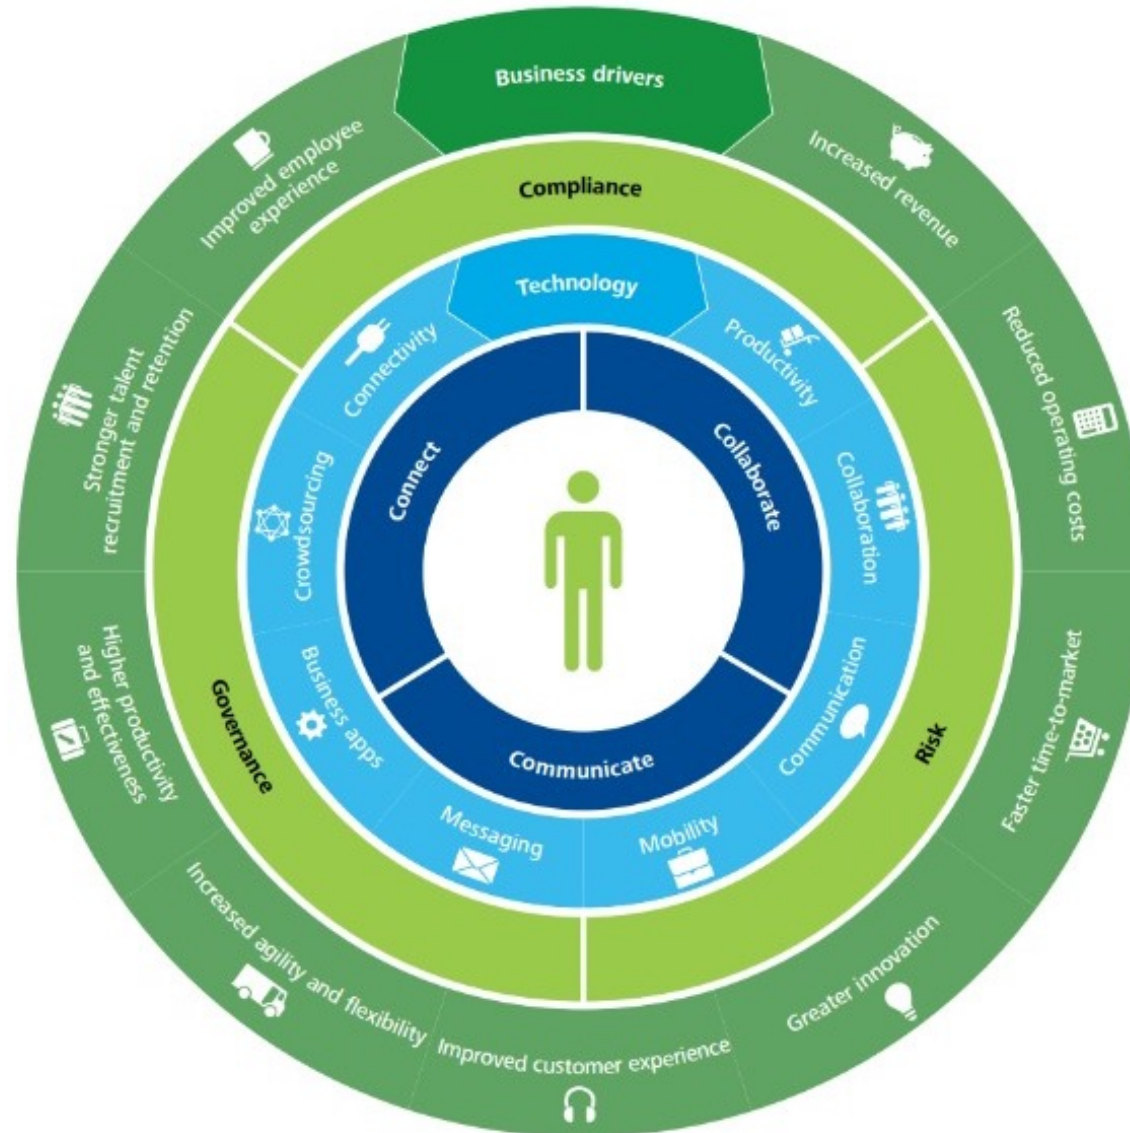 Business drivers
Increased revenue
Reduced operating costs
Faster time-to-market
Greater innovation
Improved customer experience
Increased agility and flexibility
Higher productivity
and effectiveness
Stronger talent
recruitment and retention
Improved employee
experience
Compliance
Risk
Governance
Technology
Productivity
Collaboration
Communication
Mobility
Messaging
Business apps
Crowdsourcing
Connectivity
Collaborate
Communicate
Connect